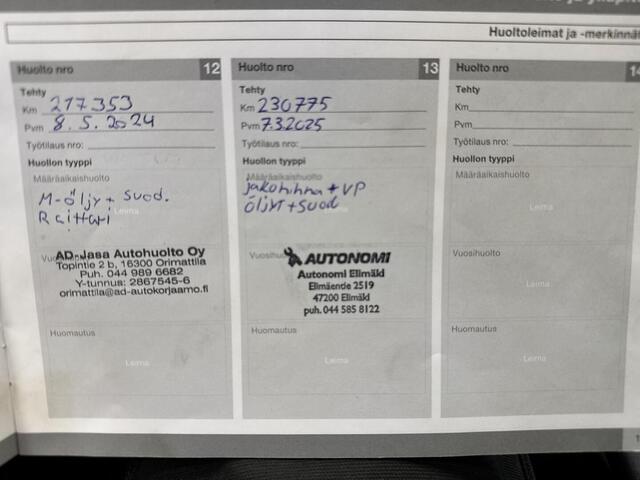 Huoltoleimat ja -merkinnät
Huolto nro 12
Tehty
Km 217353
Pvm 8.5.2024
Työtilaus nro:
Huollon tyyppi
Määräaikaishuolto
M-öljy + suod.
Raittari
Leima
AD-Jasa Autohuolto Oy
Topintie 2 b, 16300 Orimattila
Puh. 044 989 6682
Y-tunnus: 2867545-6
orimattila@ad-autokorjaamo.fi
Huomautus
Leima
Huolto nro 13
Tehty
Km 230775
Pvm 7.3.2025
Työtilaus nro:
Huollon tyyppi
Määräaikaishuolto
jakohihna + VP
öljyt + suod
Leima
Vuosihuolto
AUTONOMI
Autonomi Elimäki
Elimäentie 2519
47200 Elimäki
puh. 044 585 8122
Huomautus
Leima
Huolto nro 14
Tehty
Km
Pvm
Työtilaus nro:
Huollon tyyppi
Määräaikaishuolto
Leima
Vuosihuolto
Leima
Huomautus
Leima